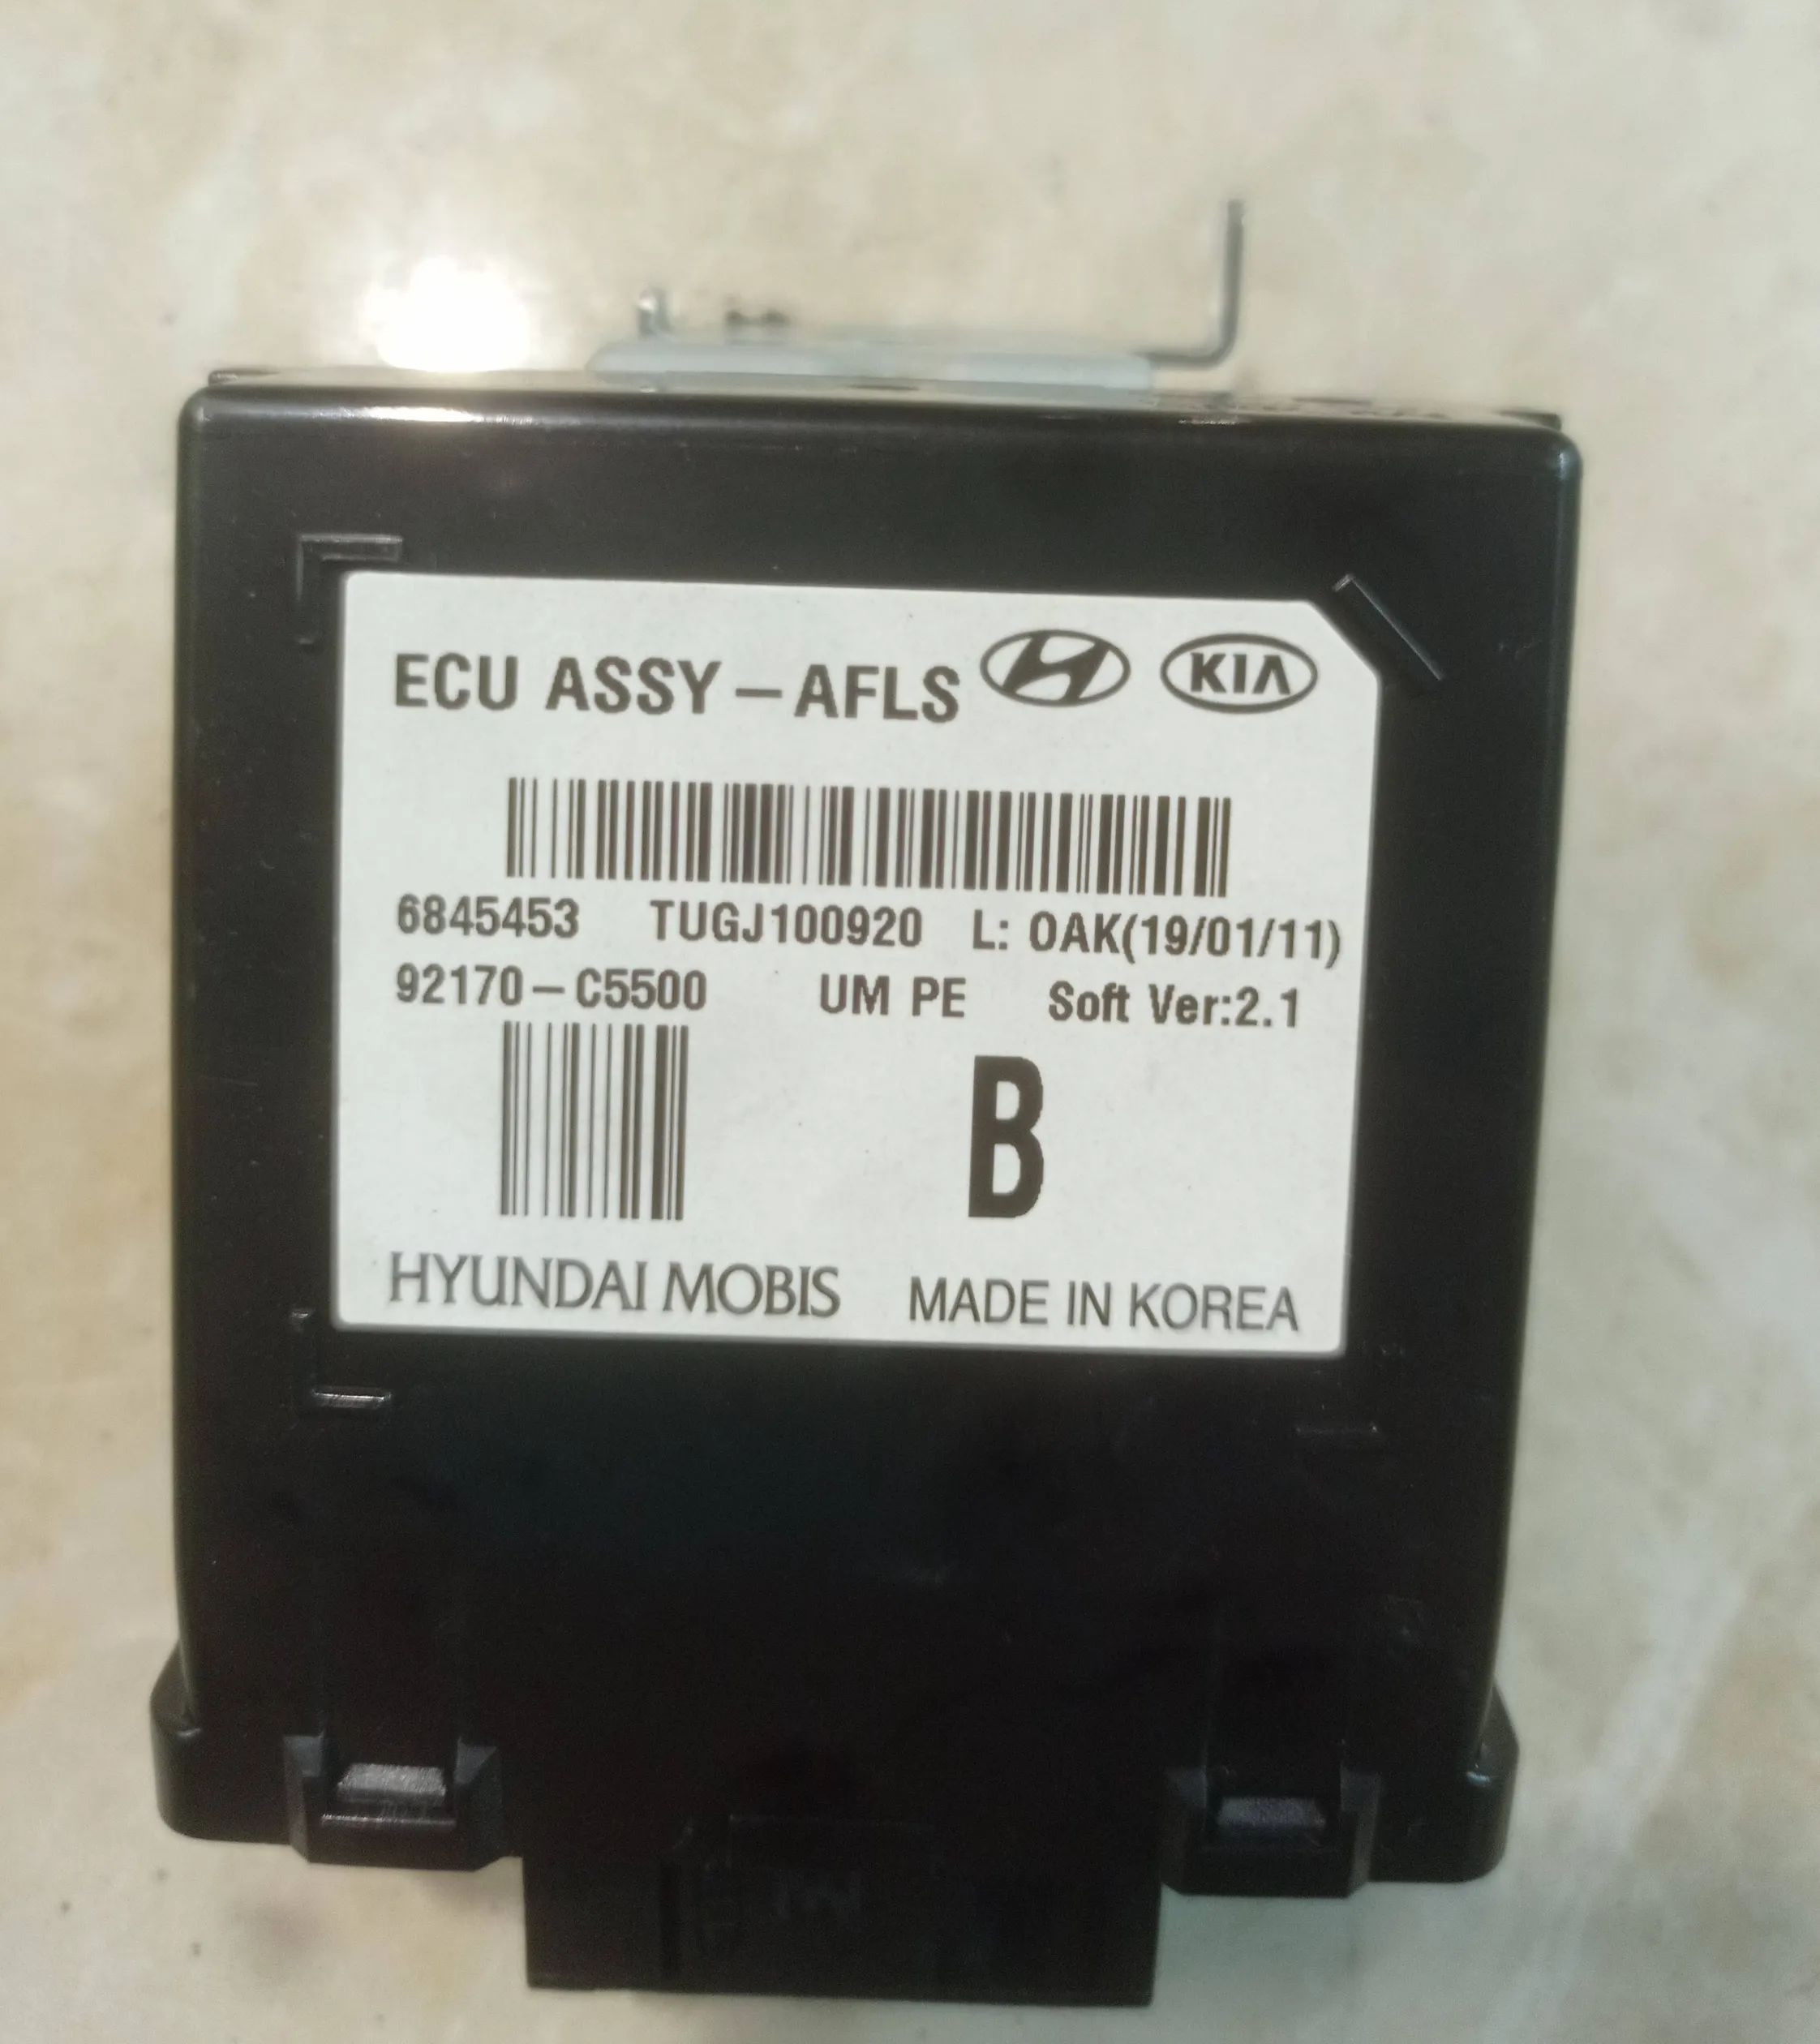 ECU ASSY-AFLS KIA
6845453 TUGJ100920 L: OAK(19/01/11)
92170-C5500 UM PE Soft Ver:2.1
B
HYUNDAI MOBIS MADE IN KOREA